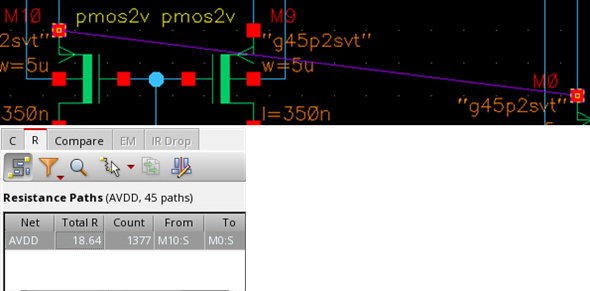 M10 pmos2v pmos2v M9
2svt" "g45p2svt"
w=5u w=5u
M0
"g45p2svt"
350n l=350n
C R Compare EM IR Drop
Resistance Paths (AVDD, 45 paths)
Net Total R Count From To
AVDD 18.64 1377 M10:S M0:S